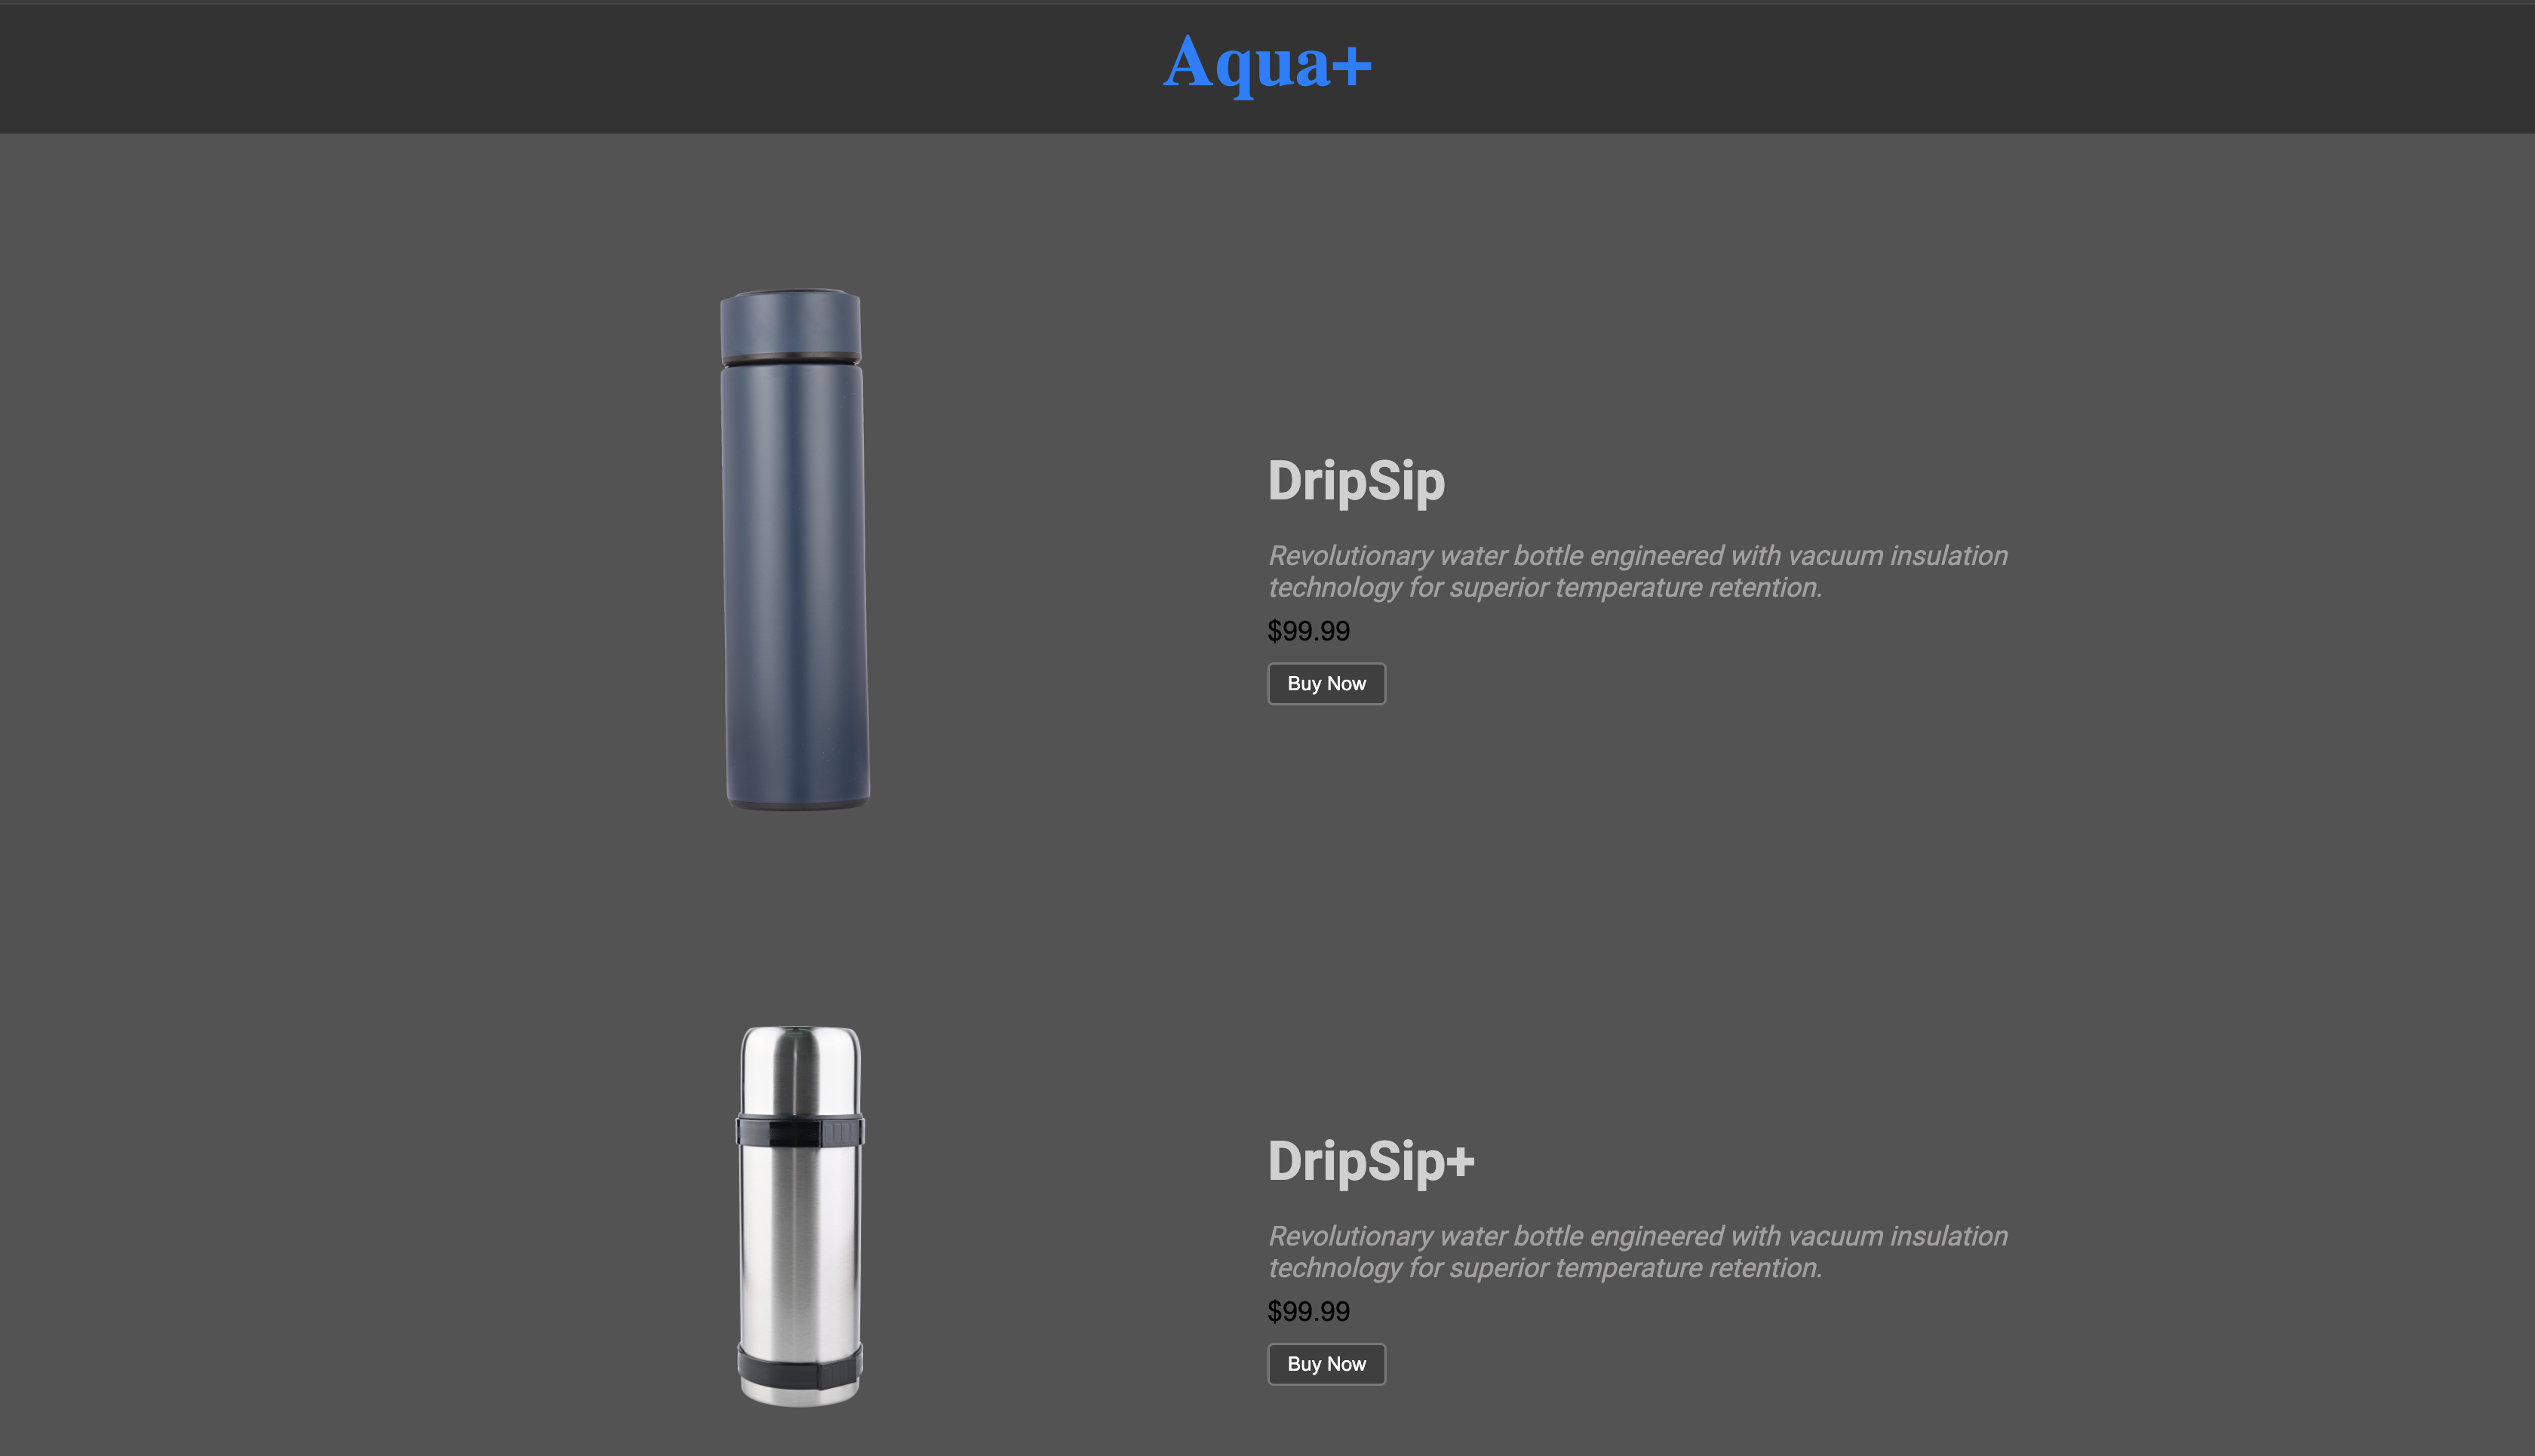 Aqua+
DripSip
Revolutionary water bottle engineered with vacuum insulation
technology for superior temperature retention.
$99.99
Buy Now
DripSip+
Revolutionary water bottle engineered with vacuum insulation
technology for superior temperature retention.
$99.99
Buy Now